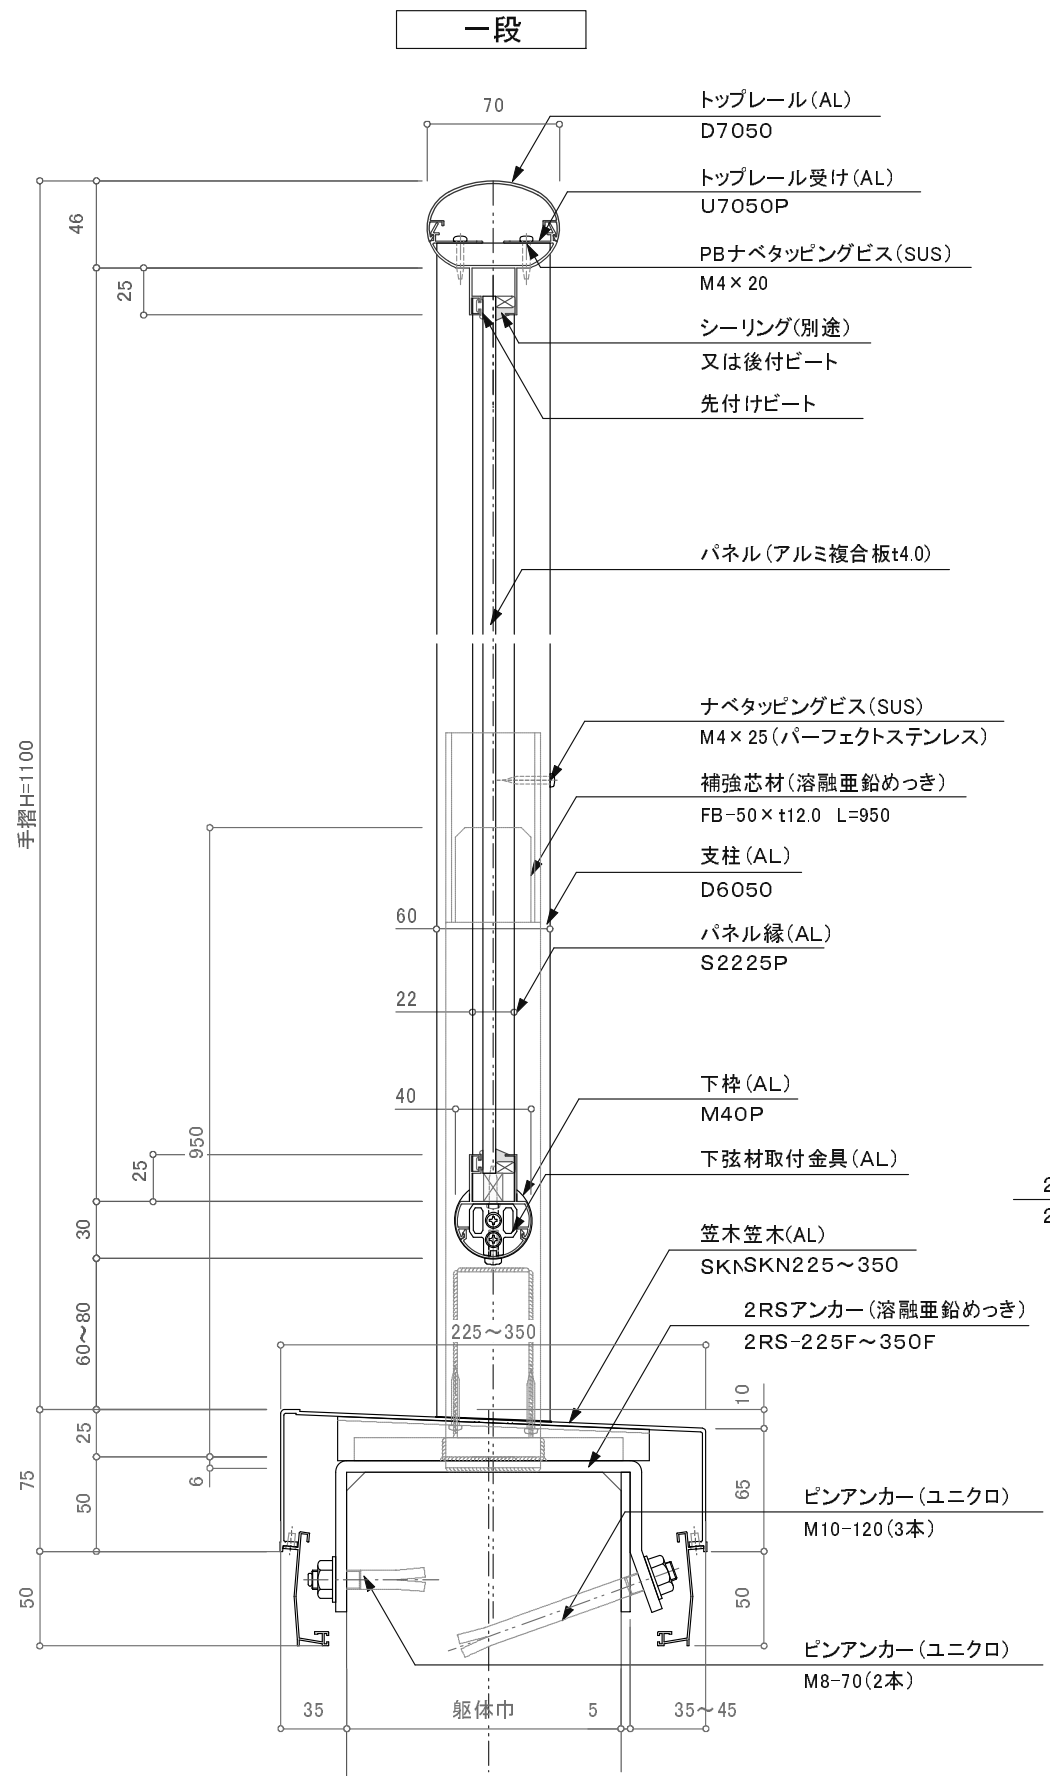 一段
70
トップレール(AL)
D7050
トップレール受け(AL)
U7050P
46
PBナベタッピングビス(SUS)
M4×20
25
シーリング(別途)
又は後付ビート
先付けビート
パネル(アルミ複合板t4.0)
ナベタッピングビス(SUS)
M4×25(パーフェクトステンレス)
手摺H=1100
補強芯材(溶融亜鉛めっき)
FB-50×t12.0 L=950
支柱(AL)
D6050
60
パネル縁(AL)
S2225P
22
下枠(AL)
M40P
40
950
25
下弦材取付金具(AL)
30
笠木笠木(AL)
SKNSKN225~350
2
2
2RSアンカー(溶融亜鉛めっき)
2RS-225F~350F
60~80
225~350
10
25
75
6
50
65
ピンアンカー(ユニクロ)
M10-120(3本)
50
50
ピンアンカー(ユニクロ)
M8-70(2本)
35
躯体巾
5
35~45